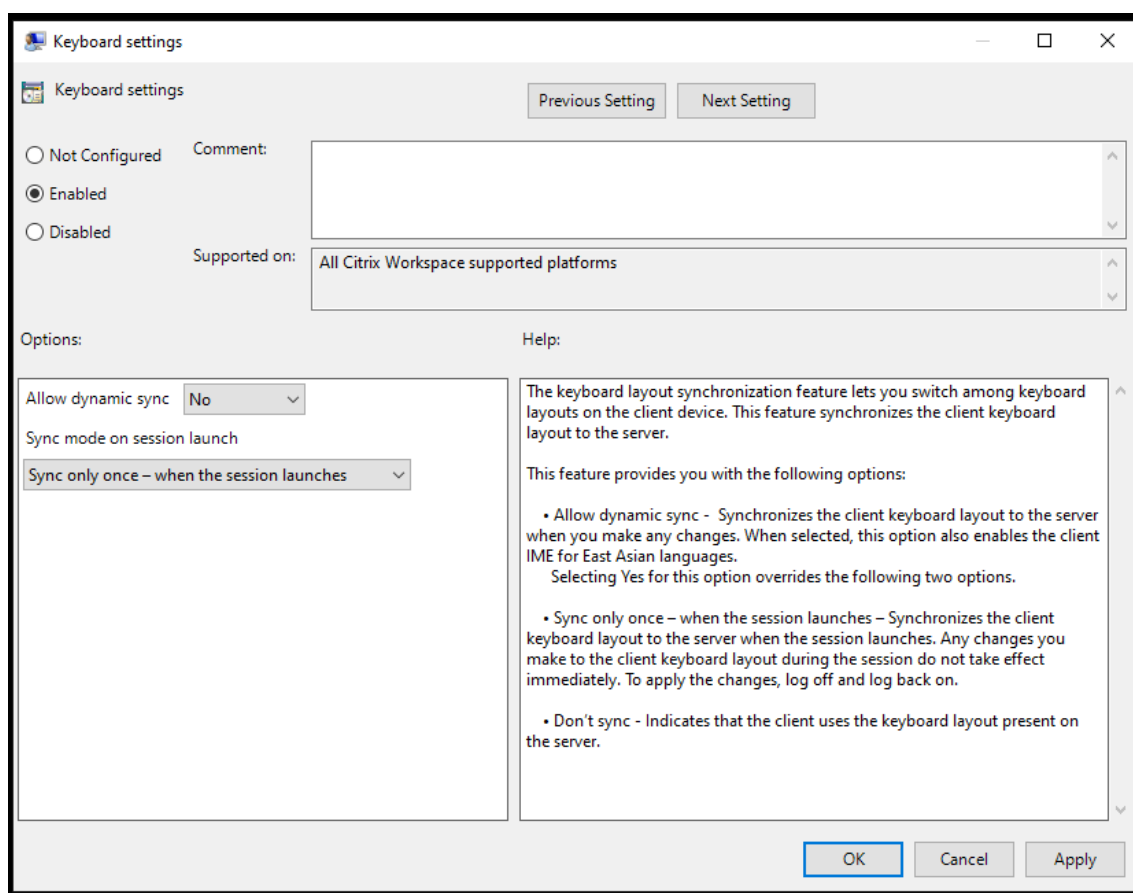 Keyboard settings
Keyboard settings
Previous Setting
Next Setting
Not Configured
Comment:
Enabled
Disabled
Supported on:
All Citrix Workspace supported platforms
Options:
Help:
Allow dynamic sync
No
Sync mode on session launch
Sync only once – when the session launches
The keyboard layout synchronization feature lets you switch among keyboard
layouts on the client device. This feature synchronizes the client keyboard
layout to the server.
This feature provides you with the following options:
• Allow dynamic sync - Synchronizes the client keyboard layout to the server
when you make any changes. When selected, this option also enables the client
IME for East Asian languages.
Selecting Yes for this option overrides the following two options.
• Sync only once – when the session launches – Synchronizes the client
keyboard layout to the server when the session launches. Any changes you
make to the client keyboard layout during the session do not take effect
immediately. To apply the changes, log off and log back on.
• Don’t sync - Indicates that the client uses the keyboard layout present on
the server.
OK
Cancel
Apply